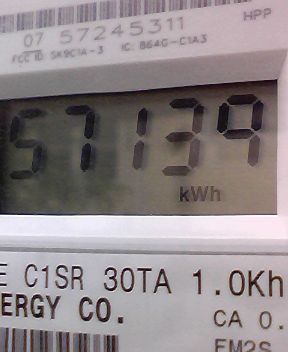 HPP
07 57245311
FCC ID: SK9C1A-3 IC: 864G-C1A3
57139
kWh
E C1SR 30TA 1.0Kh
ERGY CO.
CA 0.
FM2S